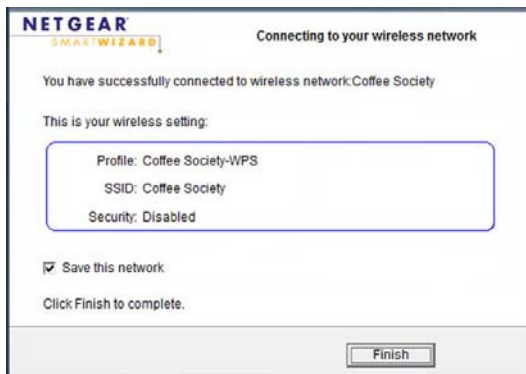 NETGEAR
SMARTWIZARD
Connecting to your wireless network
You have successfully connected to wireless network:Coffee Society
This is your wireless setting:
Profile: Coffee Society-WPS
SSID: Coffee Society
Security: Disabled
Save this network
Click Finish to complete.
Finish